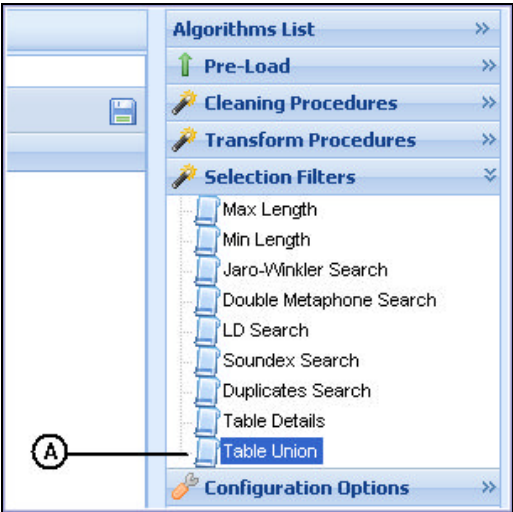 Algorithms List
Pre-Load
Cleaning Procedures
Transform Procedures
Selection Filters
Max Length
Min Length
Jaro-Winkler Search
Double Metaphone Search
LD Search
Soundex Search
Duplicates Search
Table Details
A Table Union
Configuration Options